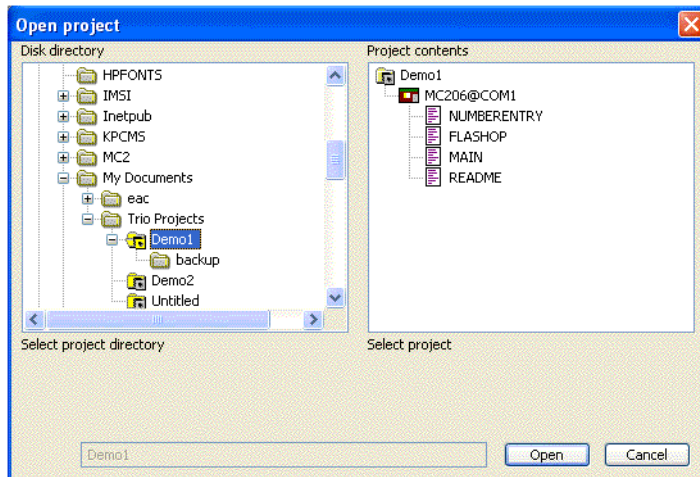 Open project
Disk directory
HPFONTS
IMSI
Inetpub
KPCMS
MC2
My Documents
eac
Trio Projects
Demo1
backup
Demo2
Untitled
Select project directory
Project contents
Demo1
MC206@COM1
NUMBERENTRY
FLASHOP
MAIN
README
Select project
Demo1
Open
Cancel